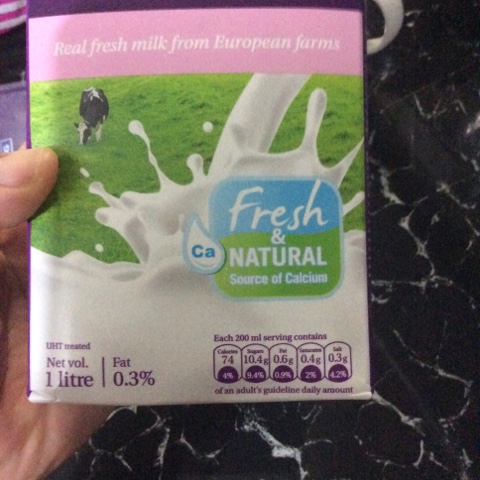 Real fresh milk from European farms
Fresh
&
NATURAL
Ca
Source of Calcium
UHT treated
Net vol.
1 litre
Fat
0.3%
Each 200 ml serving contains
Calories Sugars Fat Saturates Salt
74 10.4g 0.6g 0.4g 0.3g
4% 9.4% 0.9% 2% 4.2%
of an adult's guideline daily amount